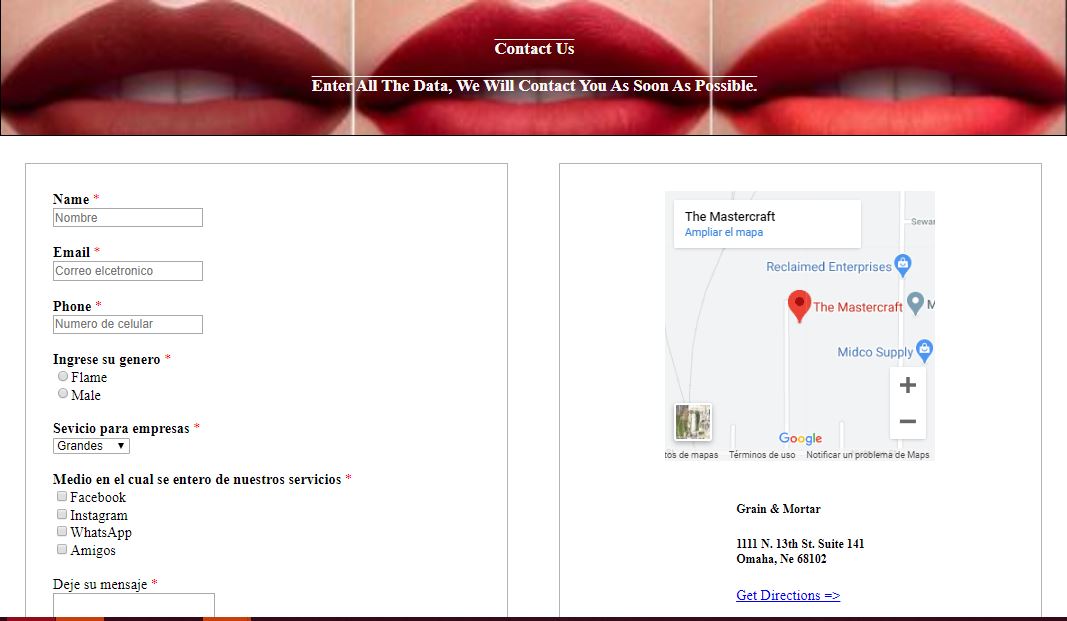 Contact Us
Enter All The Data, We Will Contact You As Soon As Possible.
Name *
Nombre
Email *
Correo elcetronico
Phone *
Numero de celular
Ingrese su genero *
Flame
Male
Sevicio para empresas *
Grandes
Medio en el cual se entero de nuestros servicios *
Facebook
Instagram
WhatsApp
Amigos
Deje su mensaje *
The Mastercraft
Ampliar el mapa
Sewar
Reclaimed Enterprises
The Mastercraft
M
Midco Supply
+
−
Google
tos de mapas
Términos de uso
Notificar un problema de Maps
Grain & Mortar
1111 N. 13th St. Suite 141
Omaha, Ne 68102
Get Directions =>